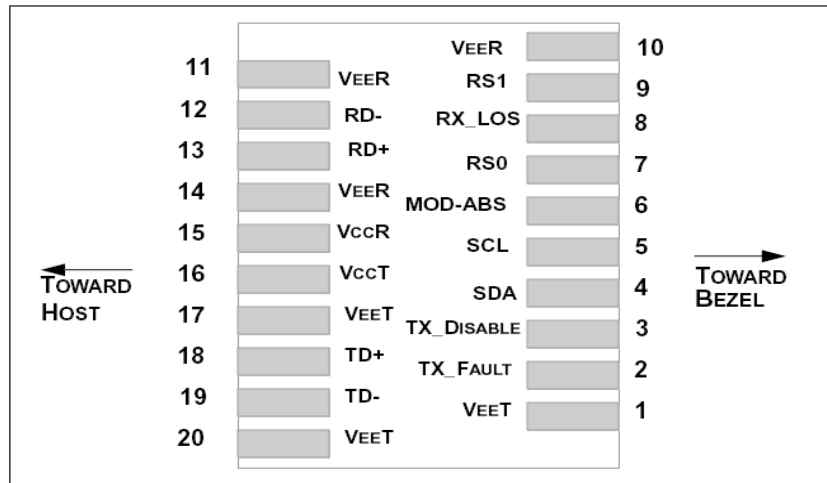 11 VEER
12 RD-
13 RD+
14 VEER
15 VCCR
16 VCCT
17 VEET
18 TD+
19 TD-
20 VEET
VEER 10
RS1 9
RX_LOS 8
RS0 7
MOD-ABS 6
SCL 5
SDA 4
TX_DISABLE 3
TX_FAULT 2
VEET 1
TOWARD
HOST
TOWARD
BEZEL